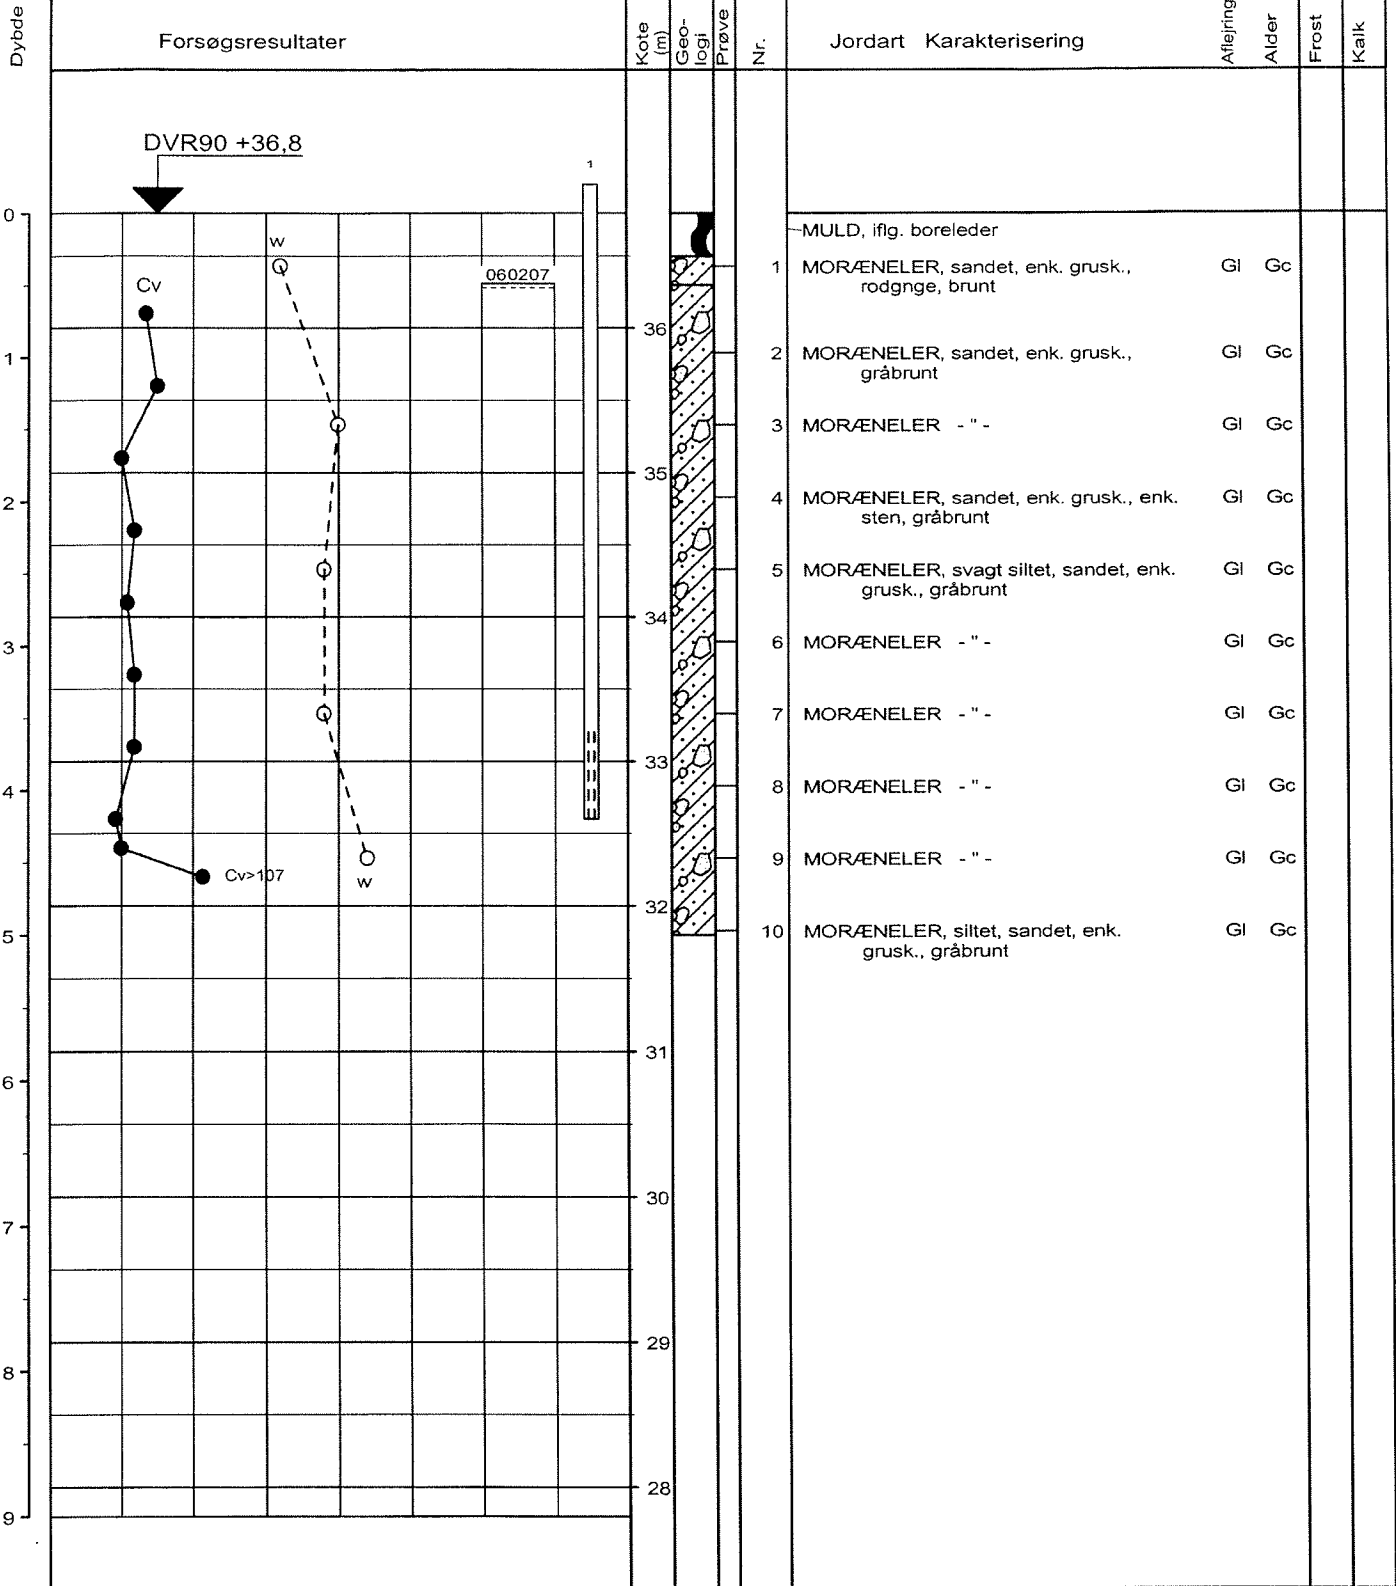 Dybde
Forsøgsresultater
Kote (m)
Geo-
logi
Prøve
Nr.
Jordart Karakterisering
Aflejring
Alder
Frost
Kalk
DVR90 +36,8
1
0
w
MULD, iflg. boreleder
060207
1 MORÆNELER, sandet, enk. grusk., Gl Gc
rodgnge, brunt
Cv
36
1
2 MORÆNELER, sandet, enk. grusk., Gl Gc
gråbrunt
3 MORÆNELER - " - Gl Gc
35
2
4 MORÆNELER, sandet, enk. grusk., enk. Gl Gc
sten, gråbrunt
5 MORÆNELER, svagt siltet, sandet, enk. Gl Gc
grusk., gråbrunt
34
3
6 MORÆNELER - " - Gl Gc
7 MORÆNELER - " - Gl Gc
33
4
8 MORÆNELER - " - Gl Gc
9 MORÆNELER - " - Gl Gc
Cv>107
w
32
5
10 MORÆNELER, siltet, sandet, enk. Gl Gc
grusk., gråbrunt
31
6
30
7
29
8
28
9